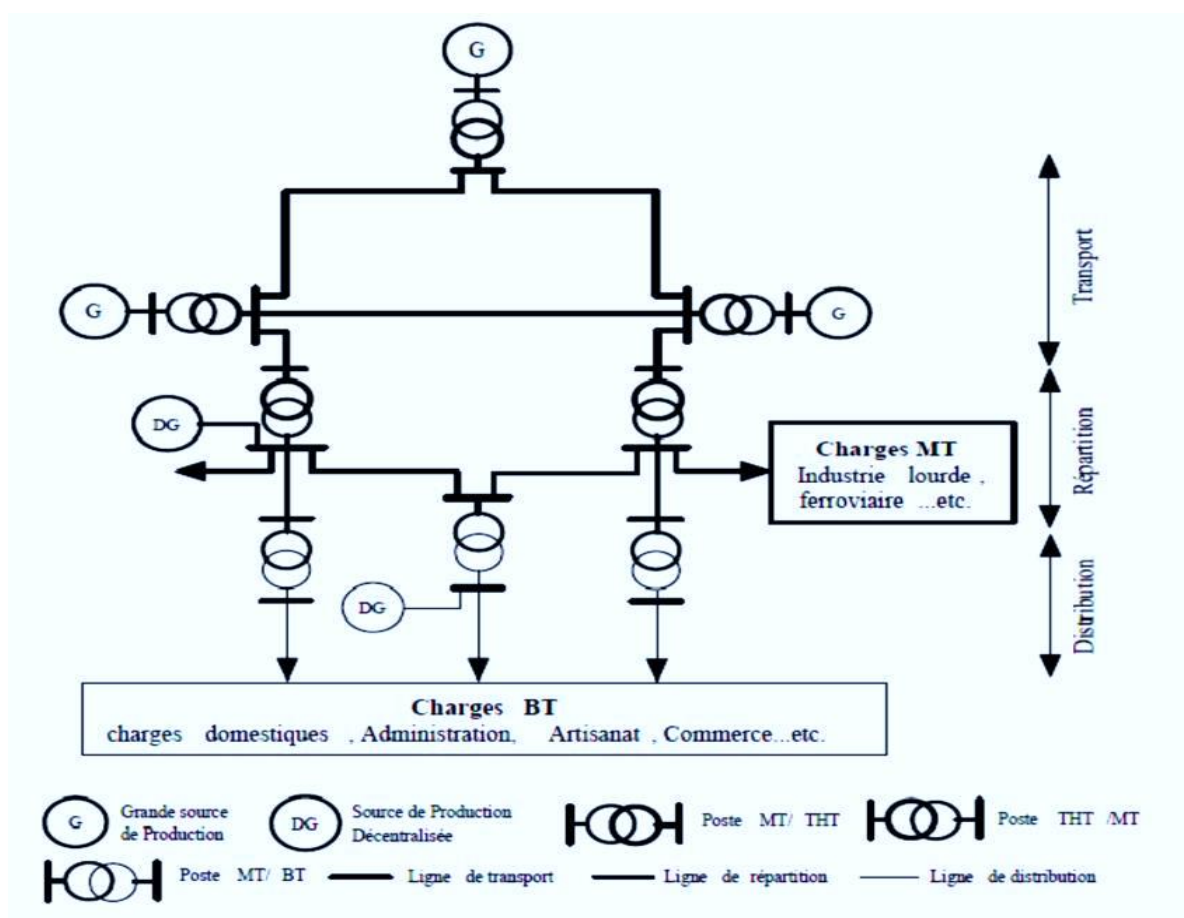 G
Transport
G
G
DG
Charges MT
Industrie lourde ,
ferroviaire ...etc.
Répartition
DG
Distribution
Charges BT
charges domestiques , Administration, Artisanat , Commerce...etc.
G
Grande source
de Production
DG
Source de Production
Décentralisée
Poste MT/ THT
Poste THT /MT
Poste MT/ BT
Ligne de transport
Ligne de répartition
Ligne de distribution